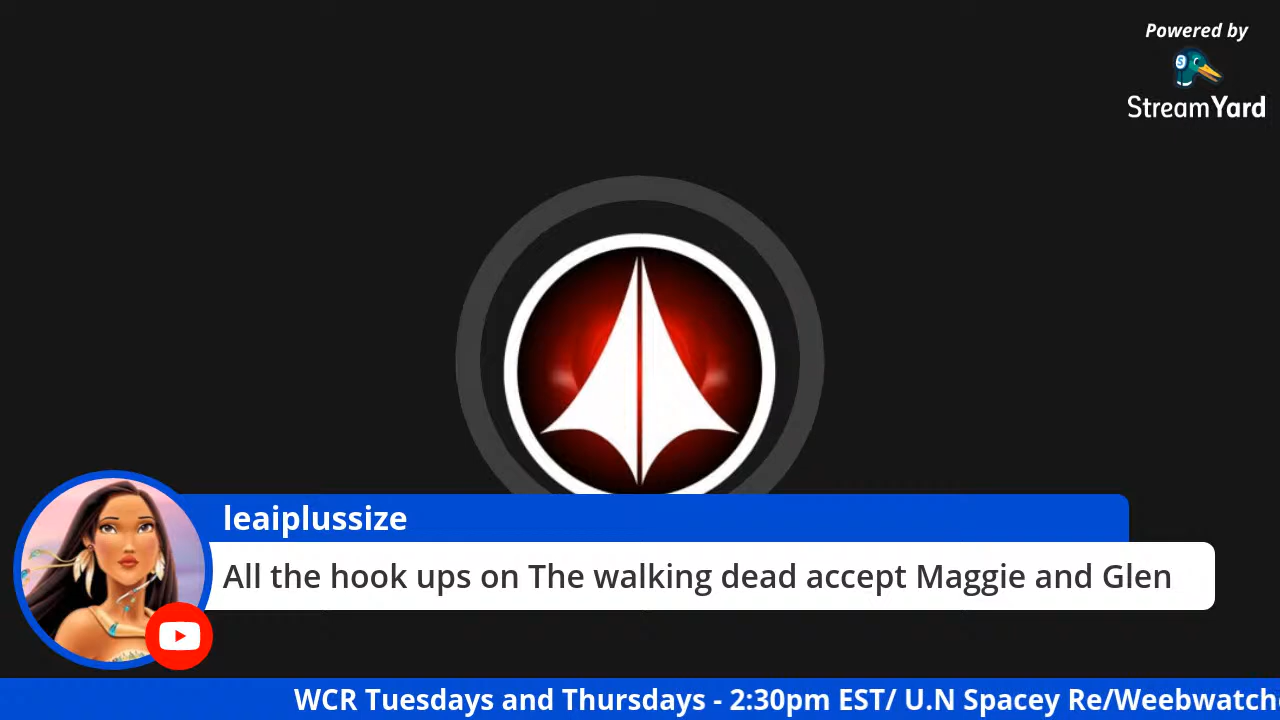 Powered by
StreamYard
leaiplussize
All the hook ups on The walking dead accept Maggie and Glen
WCR Tuesdays and Thursdays - 2:30pm EST/ U.N Spacey Re/Weebwatch